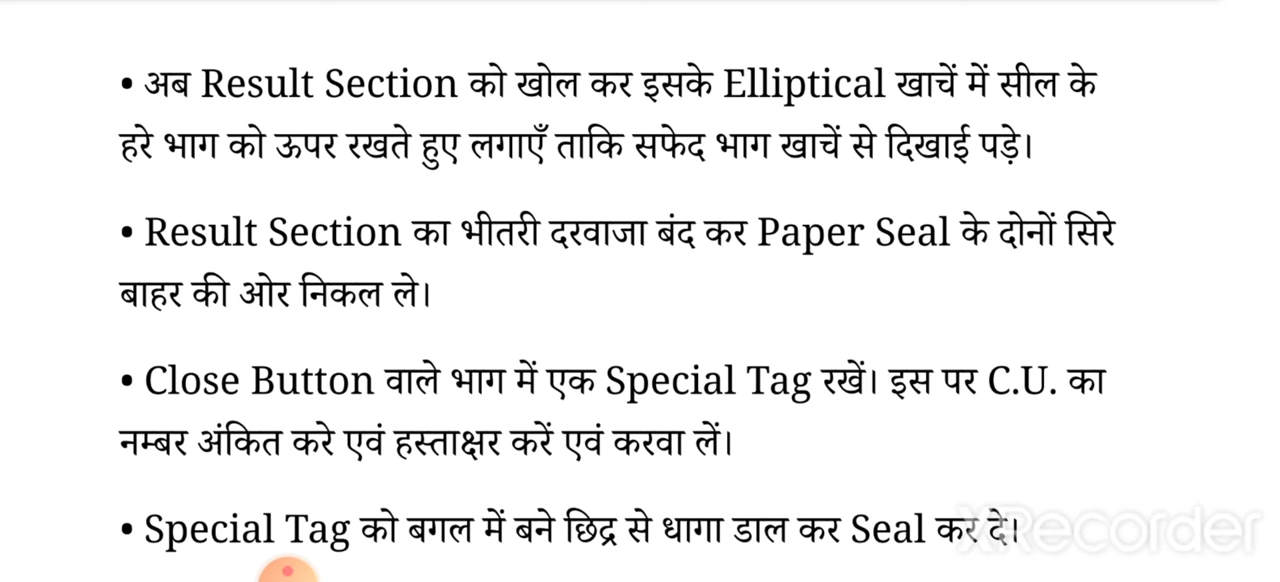 • अब Result Section को खोल कर इसके Elliptical खाचें में सील के
हरे भाग को ऊपर रखते हुए लगाएँ ताकि सफेद भाग खाचें से दिखाई पड़े।
• Result Section का भीतरी दरवाजा बंद कर Paper Seal के दोनों सिरे
बाहर की ओर निकल ले।
• Close Button वाले भाग में एक Special Tag रखें। इस पर C.U. का
नम्बर अंकित करे एवं हस्ताक्षर करें एवं करवा लें।
• Special Tag को बगल में बने छिद्र से धागा डाल कर Seal कर दे।
XRecorder